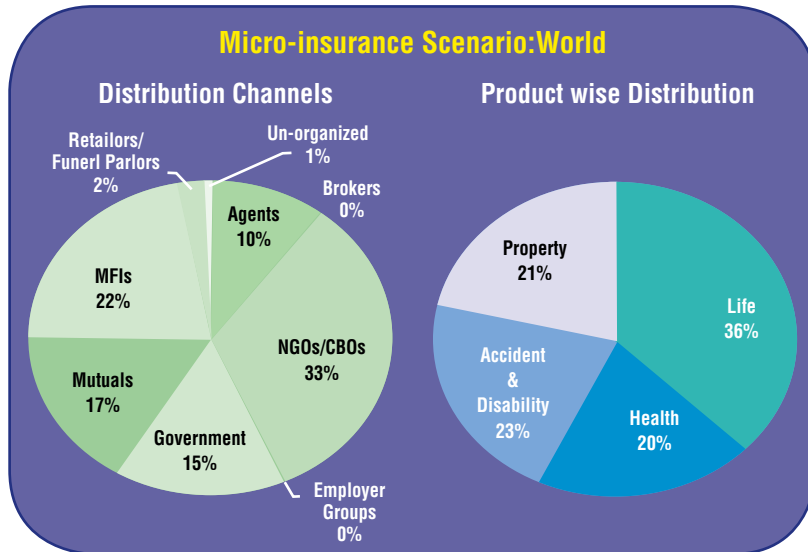 Micro-insurance Scenario:World
Distribution Channels
Retailors/
Funerl Parlors
2%
Un-organized
1%
Brokers
0%
Agents
10%
MFIs
22%
NGOs/CBOs
33%
Mutuals
17%
Government
15%
Employer
Groups
0%
Product wise Distribution
Property
21%
Life
36%
Accident
&
Disability
23%
Health
20%